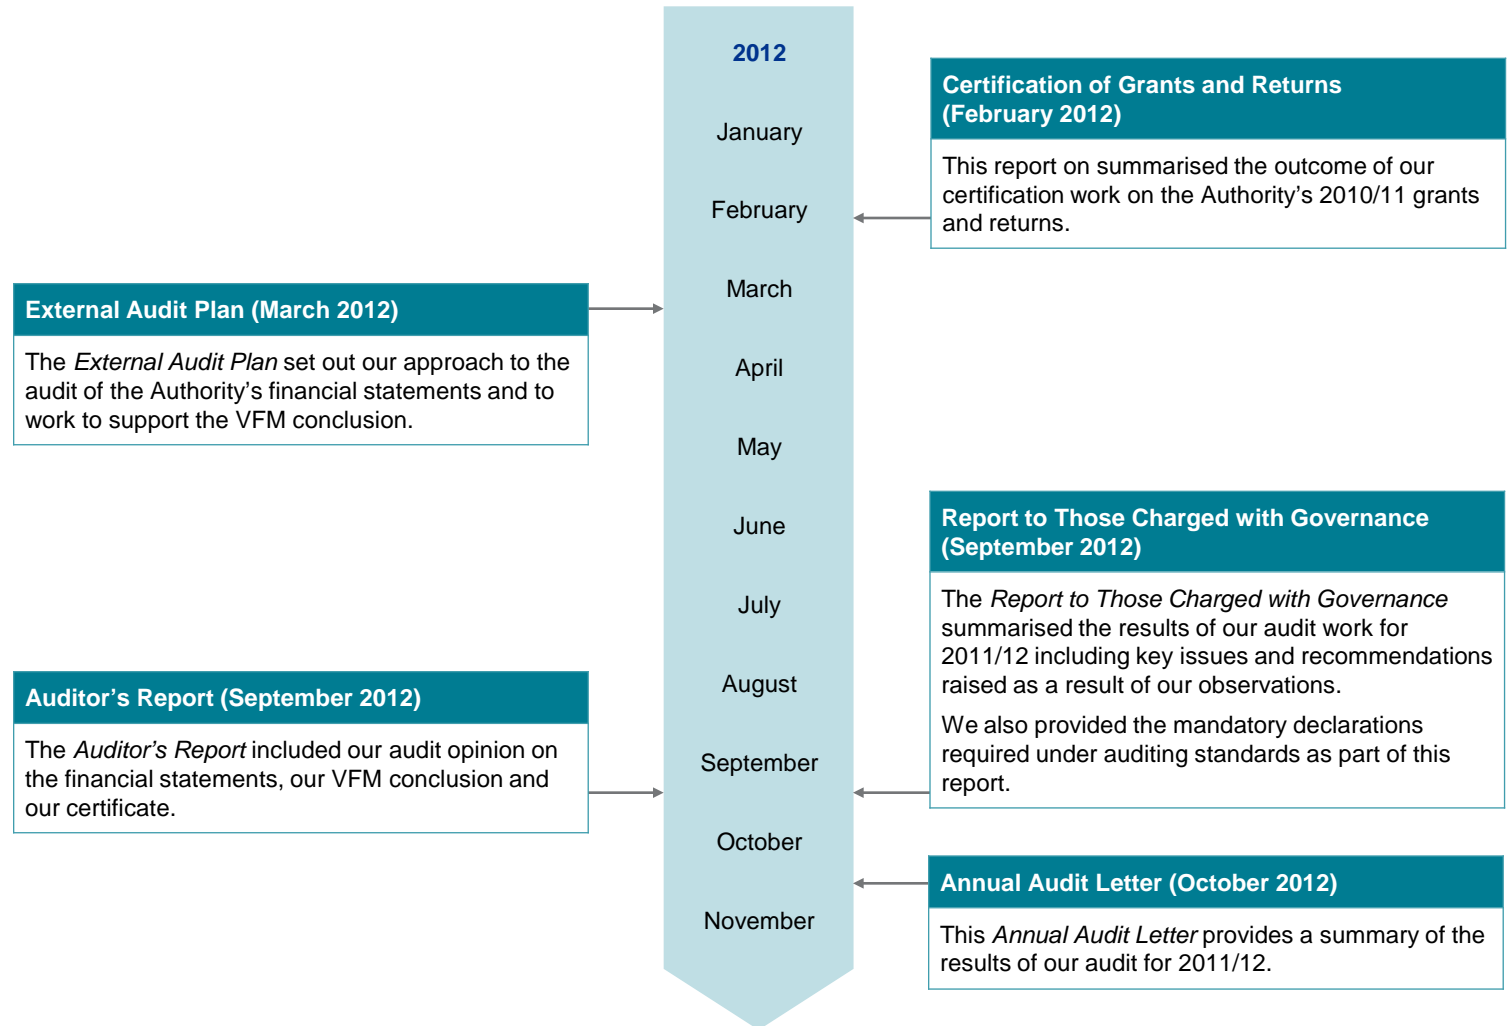 2012
January
February
March
April
May
June
July
August
September
October
November
Certification of Grants and Returns
(February 2012)
This report on summarised the outcome of our
certification work on the Authority's 2010/11 grants
and returns.
External Audit Plan (March 2012)
The External Audit Plan set out our approach to the
audit of the Authority's financial statements and to
work to support the VFM conclusion.
Report to Those Charged with Governance
(September 2012)
The Report to Those Charged with Governance
summarised the results of our audit work for
2011/12 including key issues and recommendations
raised as a result of our observations.
We also provided the mandatory declarations
required under auditing standards as part of this
report.
Auditor's Report (September 2012)
The Auditor's Report included our audit opinion on
the financial statements, our VFM conclusion and
our certificate.
Annual Audit Letter (October 2012)
This Annual Audit Letter provides a summary of the
results of our audit for 2011/12.